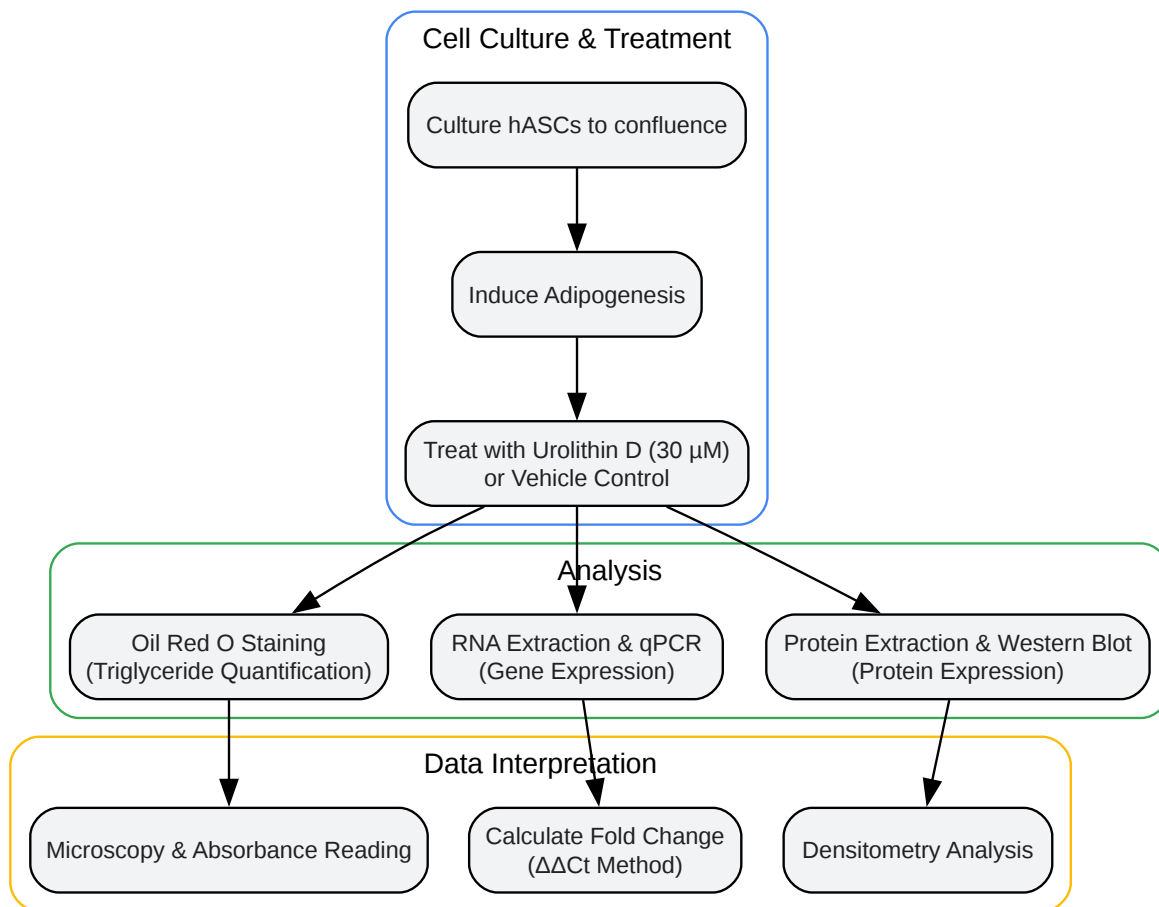 Cell Culture & Treatment
Culture hASCs to confluence
Induce Adipogenesis
Treat with Urolithin D (30 µM)
or Vehicle Control
Analysis
Oil Red O Staining
(Triglyceride Quantification)
RNA Extraction & qPCR
(Gene Expression)
Protein Extraction & Western Blot
(Protein Expression)
Data Interpretation
Microscopy & Absorbance Reading
Calculate Fold Change
(ΔΔCt Method)
Densitometry Analysis